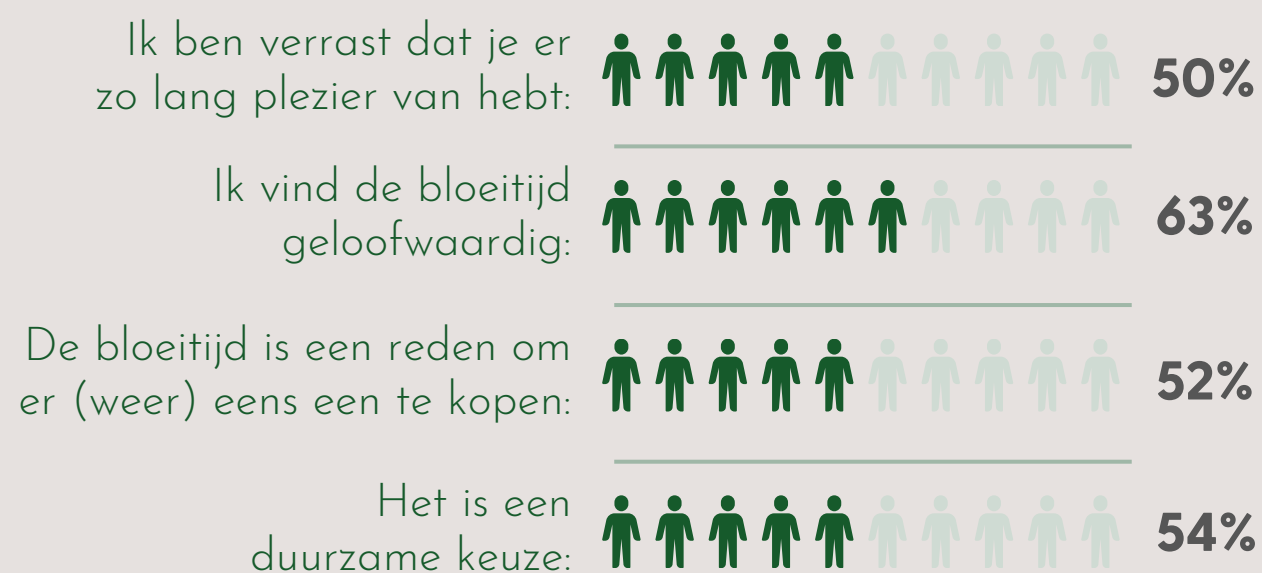 Ik ben verrast dat je er
zo lang plezier van hebt:
50%
Ik vind de bloeitijd
geloofwaardig:
63%
De bloeitijd is een reden om
er (weer) eens een te kopen:
52%
Het is een
duurzame keuze:
54%